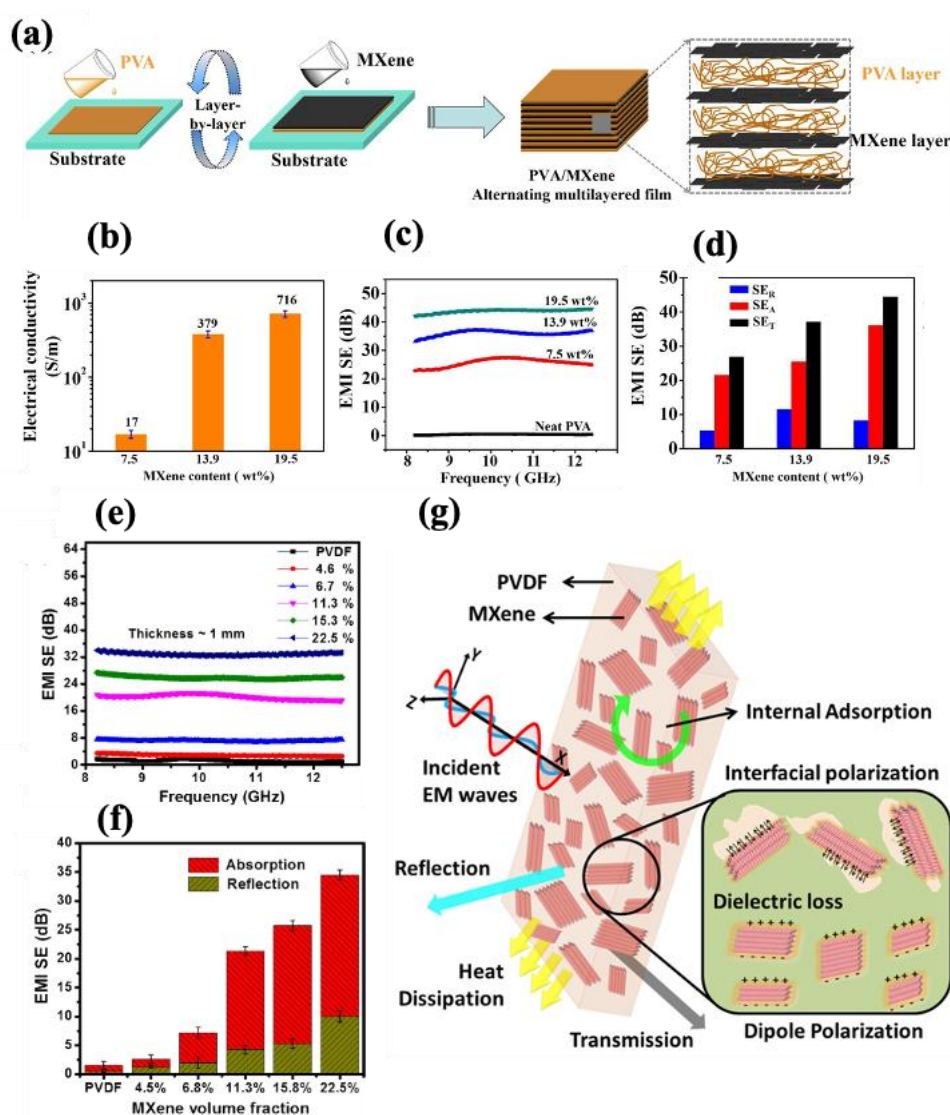 (a)
PVA
MXene
Layer-
by-layer
Substrate
Substrate
PVA/MXene
Alternating multilayered film
PVA layer
MXene layer
(b)
Electrical conductivity
(S/m)
10³
10²
10¹
17
379
716
7.5
13.9
19.5
MXene content ( wt%)
(c)
EMI SE (dB)
50
40
30
20
10
0
19.5 wt%
13.9 wt%
7.5 wt%
Neat PVA
8
9
10
11
12
Frequency ( GHz)
(d)
EMI SE (dB)
50
40
30
20
10
0
SE_R
SE_A
SE_T
7.5
13.9
19.5
MXene content ( wt%)
(e)
EMI SE (dB)
64
56
48
40
32
24
16
8
0
PVDF
4.6 %
6.7 %
11.3 %
15.3 %
22.5 %
Thickness ~ 1 mm
9
10
11
12
Frequency (GHz)
(f)
EMI SE (dB)
40
35
30
25
20
15
10
5
0
Absorption
Reflection
PVDF
4.5%
6.8%
11.3%
15.8%
22.5%
MXene volume fraction
(g)
PVDF
MXene
Y
Z
X
Incident
EM waves
Internal Adsorption
Interfacial polarization
Reflection
Dielectric loss
Heat
Dissipation
Transmission
Dipole Polarization